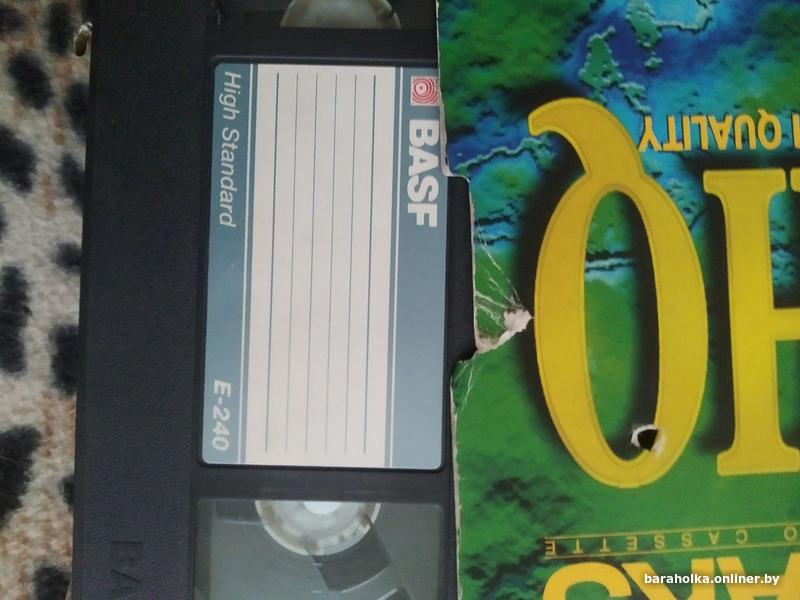 BASF
High Standard
E-240
QUALITY
HQ
CASSETTE
baraholka.onliner.by